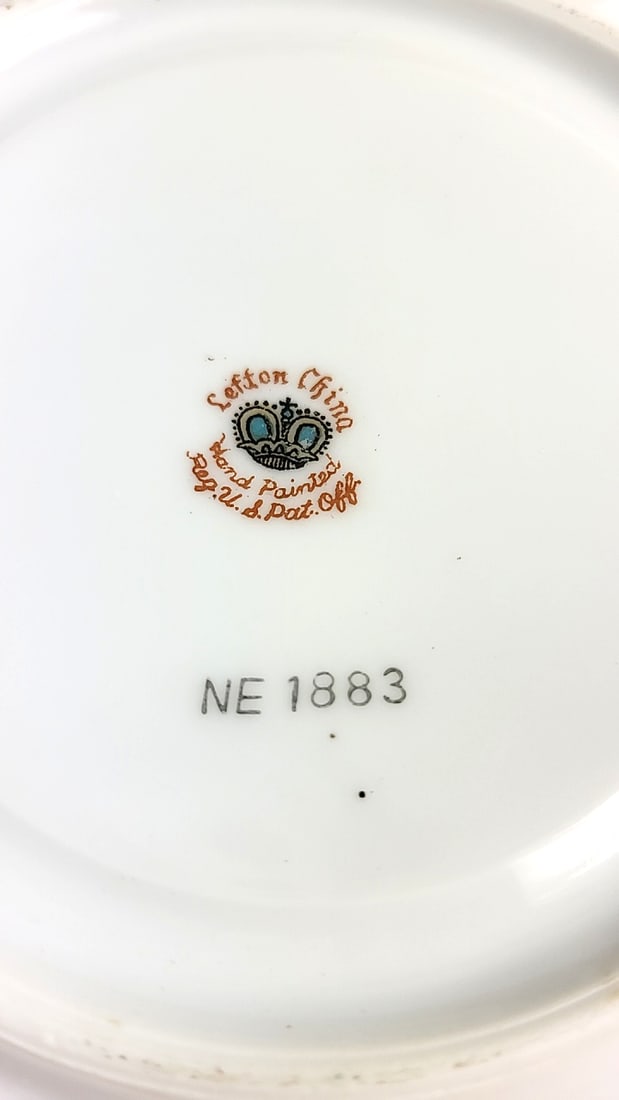 Lefton China
Hand Painted
Reg. U. S. Pat. Off.
NE 1883